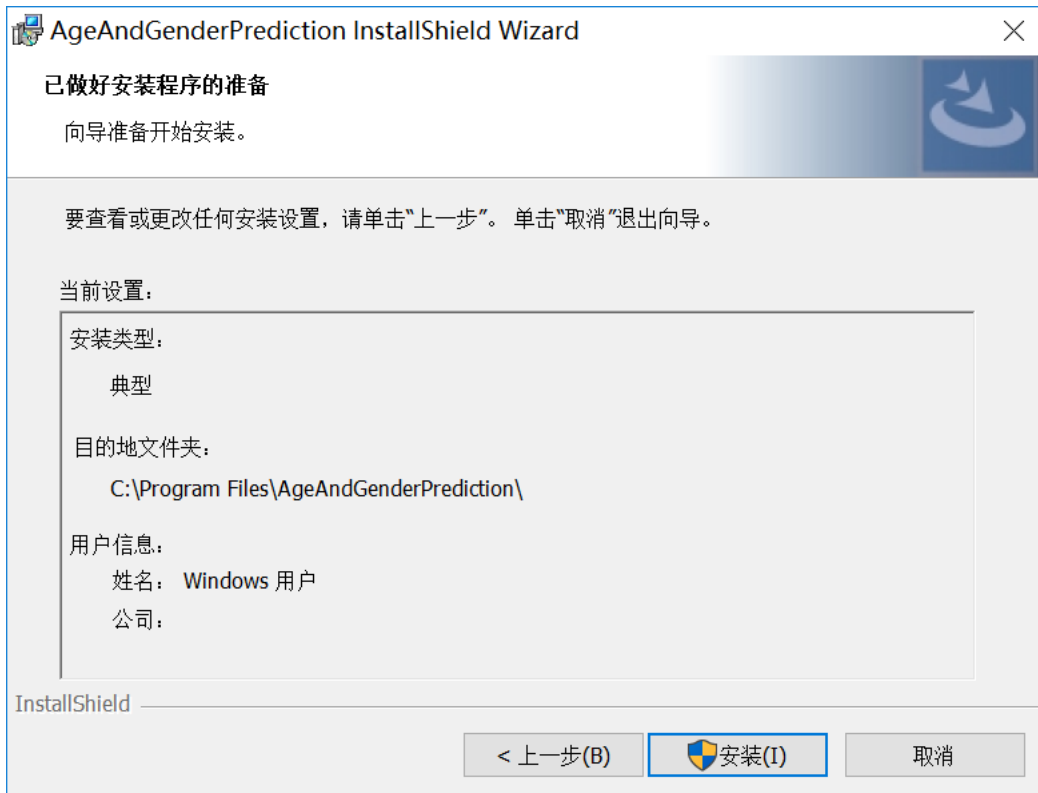 AgeAndGenderPrediction InstallShield Wizard
已做好安装程序的准备
向导准备开始安装。
要查看或更改任何安装设置，请单击“上一步”。 单击“取消”退出向导。
当前设置：
安装类型：
典型
目的地文件夹：
C:\Program Files\AgeAndGenderPrediction\
用户信息：
姓名： Windows 用户
公司：
InstallShield
< 上一步(B) 安装(I) 取消